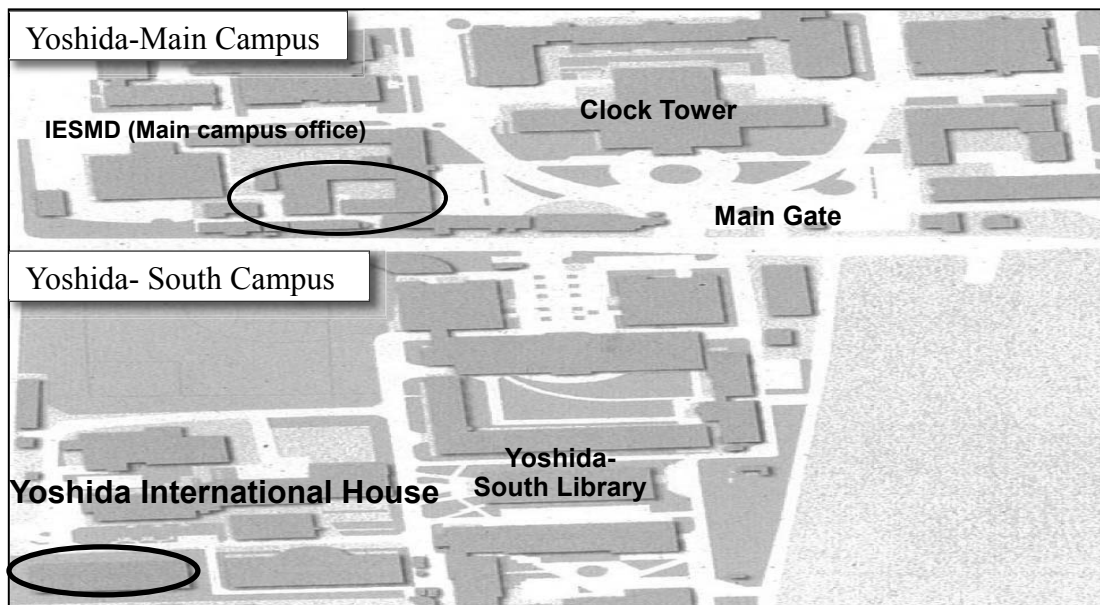 Yoshida-Main Campus
Clock Tower
IESMD (Main campus office)
Main Gate
Yoshida- South Campus
Yoshida-
South Library
Yoshida International House